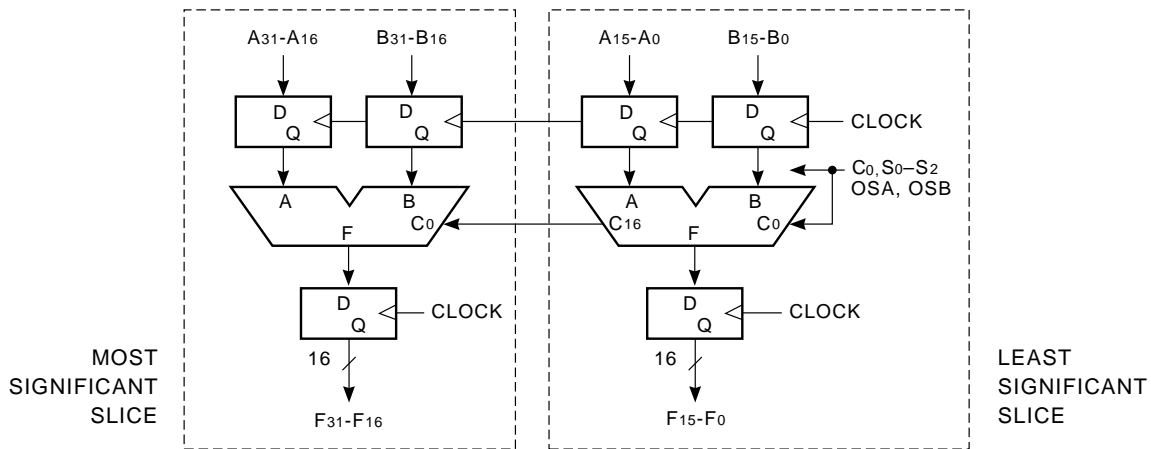 A31-A16 B31-B16 A15-A0 B15-B0
D D D D
Q Q Q Q CLOCK
C0, S0–S2
OSA, OSB
A B A B
C0 C16 C0
F F
D D
Q CLOCK Q CLOCK
16 16
MOST
SIGNIFICANT
SLICE
LEAST
SIGNIFICANT
SLICE
F31-F16 F15-F0